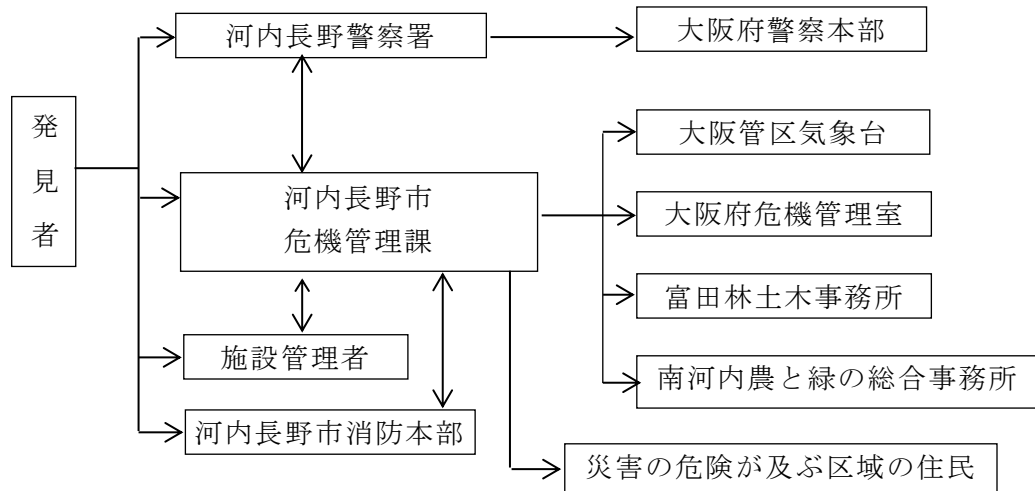 河内長野警察署
大阪府警察本部
発見者
大阪管区気象台
河内長野市
危機管理課
大阪府危機管理室
富田林土木事務所
施設管理者
南河内農と緑の総合事務所
河内長野市消防本部
災害の危険が及ぶ区域の住民